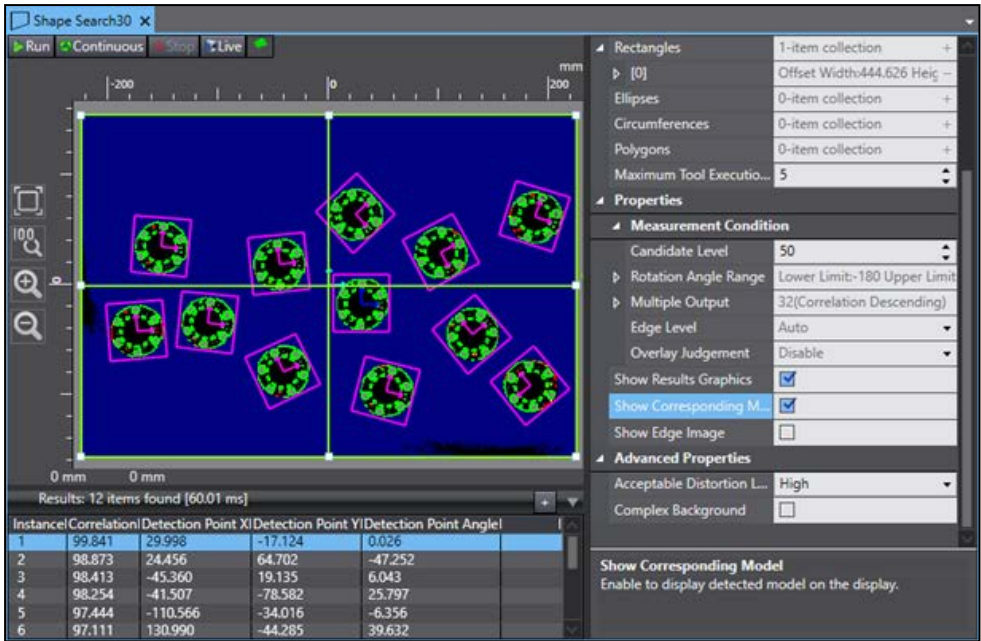 Shape Search30 ×
Run Continuous Stop Live
mm
-200 0 200
100
0
0 mm 0 mm
Results: 12 items found [60.01 ms] +
Instance Correlation Detection Point X Detection Point Y Detection Point Angle
1 99.841 29.998 -17.124 0.026
2 98.873 24.456 64.702 -47.252
3 98.413 -45.360 19.135 6.043
4 98.254 -41.507 -78.582 25.797
5 97.444 -110.566 -34.016 -6.356
6 97.111 130.990 -44.285 39.632
Rectangles 1-item collection +
[0] Offset Width:444.626 Heig −
Ellipses 0-item collection +
Circumferences 0-item collection +
Polygons 0-item collection +
Maximum Tool Executio... 5
Properties
Measurement Condition
Candidate Level 50
Rotation Angle Range Lower Limit:-180 Upper Limit
Multiple Output 32(Correlation Descending)
Edge Level Auto
Overlay Judgement Disable
Show Results Graphics
Show Corresponding M...
Show Edge Image
Advanced Properties
Acceptable Distortion L... High
Complex Background
Show Corresponding Model
Enable to display detected model on the display.